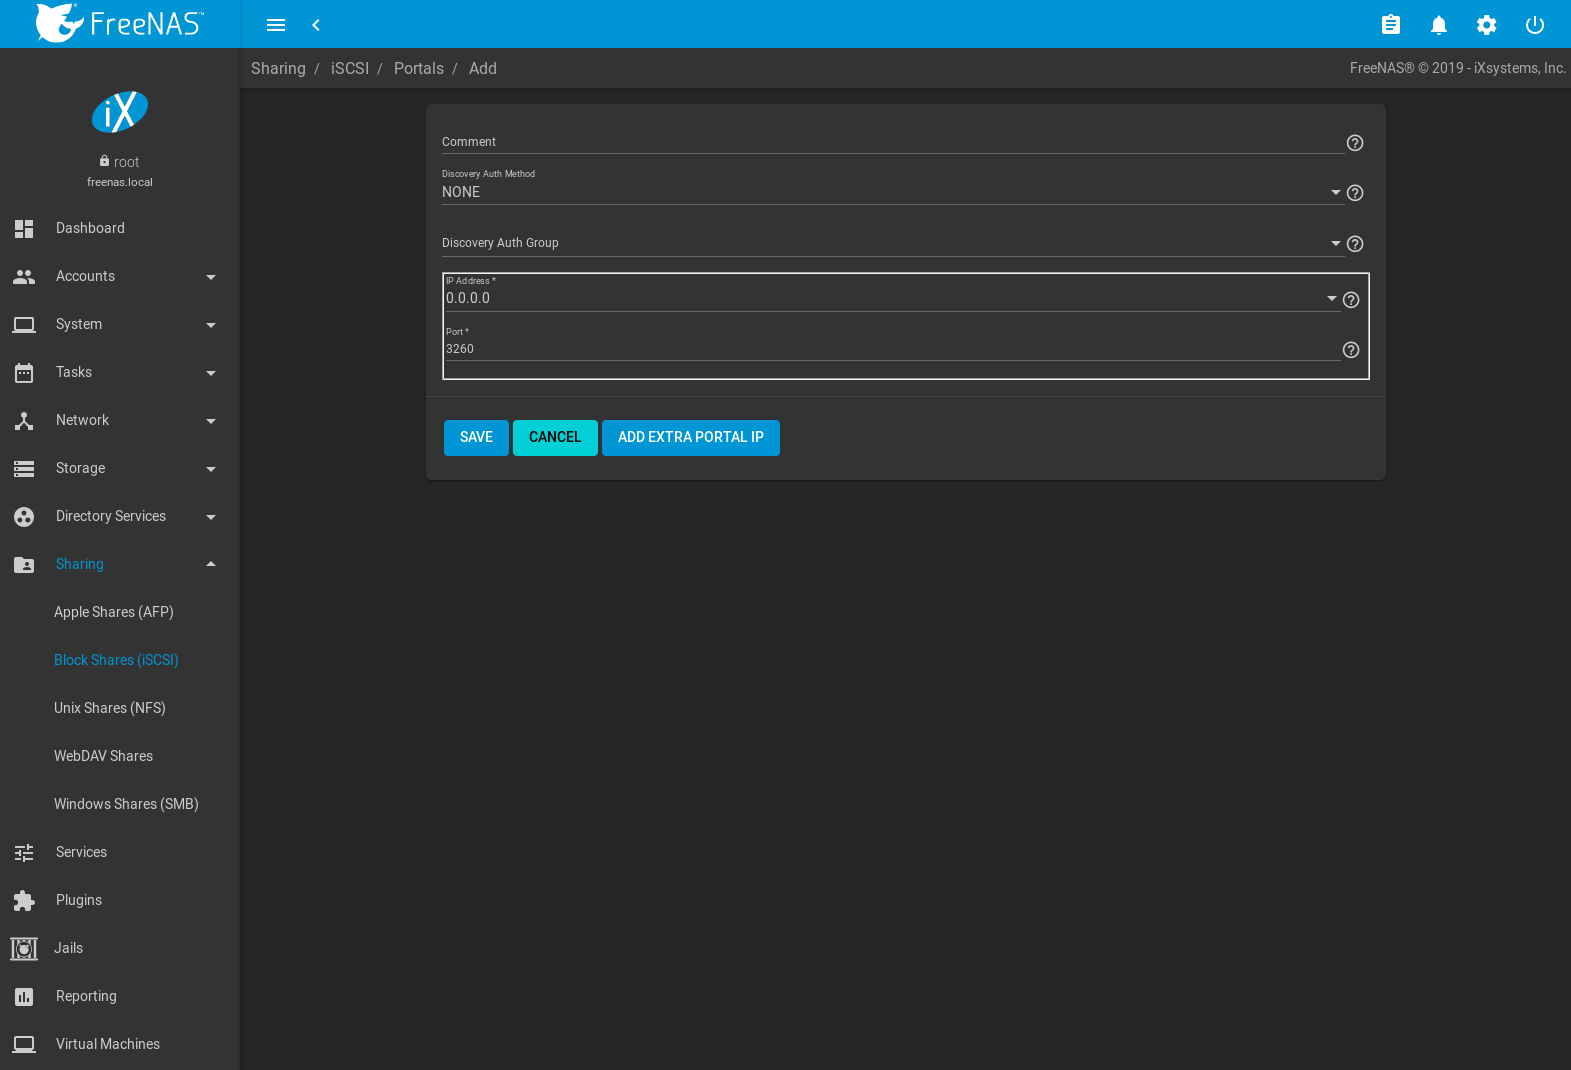 FreeNAS™
Sharing / iSCSI / Portals / Add
FreeNAS® © 2019 - iXsystems, Inc.
iX
root
freenas.local
Dashboard
Accounts
System
Tasks
Network
Storage
Directory Services
Sharing
Apple Shares (AFP)
Block Shares (iSCSI)
Unix Shares (NFS)
WebDAV Shares
Windows Shares (SMB)
Services
Plugins
Jails
Reporting
Virtual Machines
Comment
Discovery Auth Method
NONE
Discovery Auth Group
IP Address *
0.0.0.0
Port *
3260
SAVE CANCEL ADD EXTRA PORTAL IP